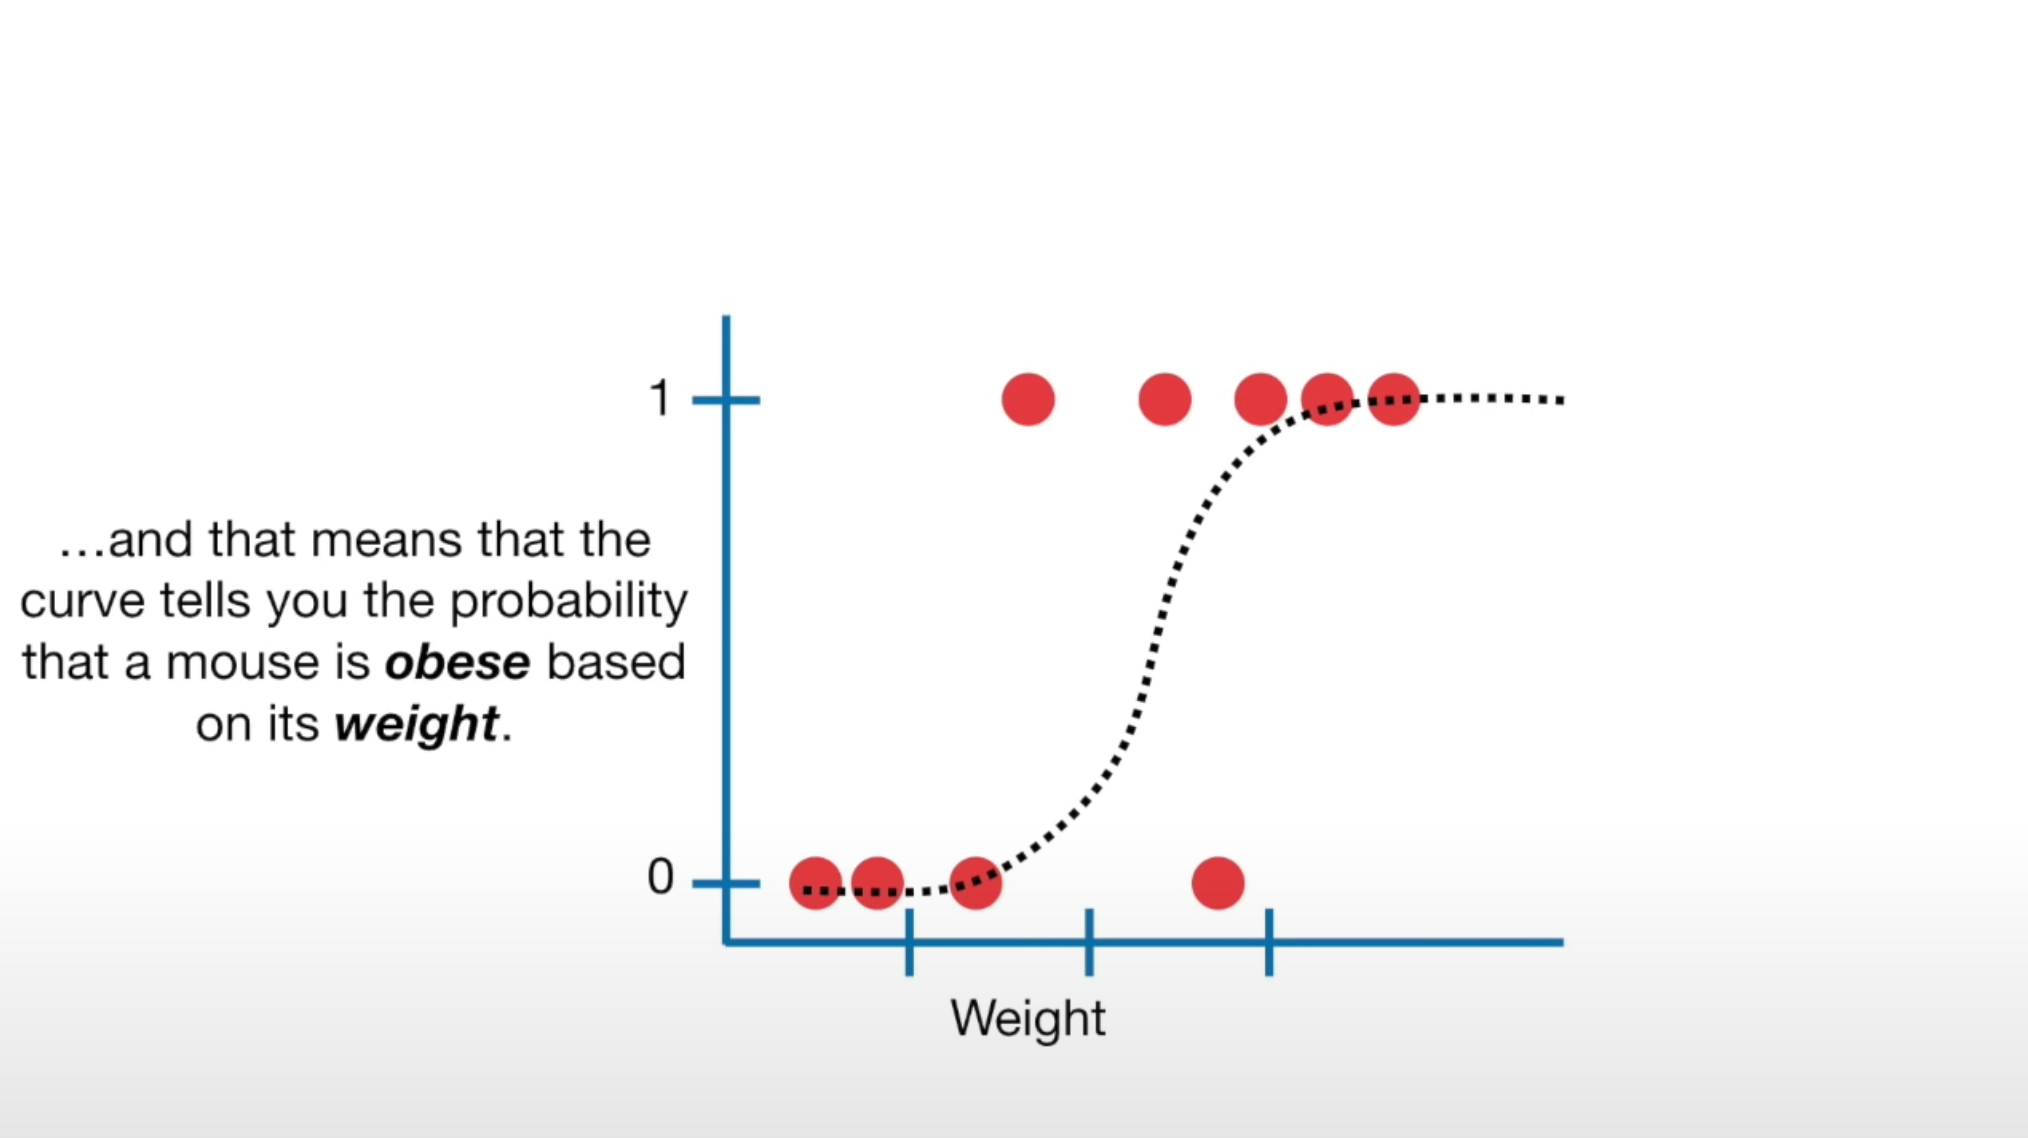 1
…and that means that the
curve tells you the probability
that a mouse is obese based
on its weight.
0
Weight